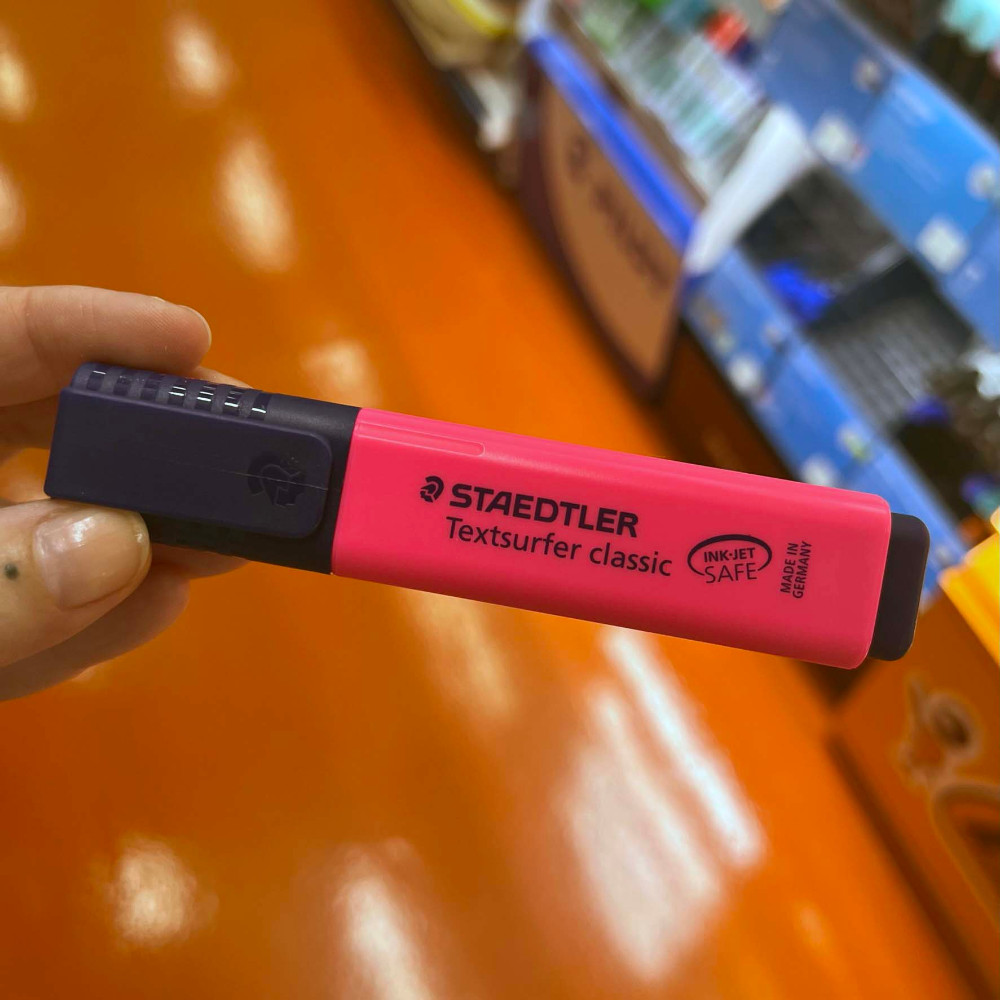 STAEDTLER
Textsurfer classic
INK-JET
SAFE
MADE IN
GERMANY